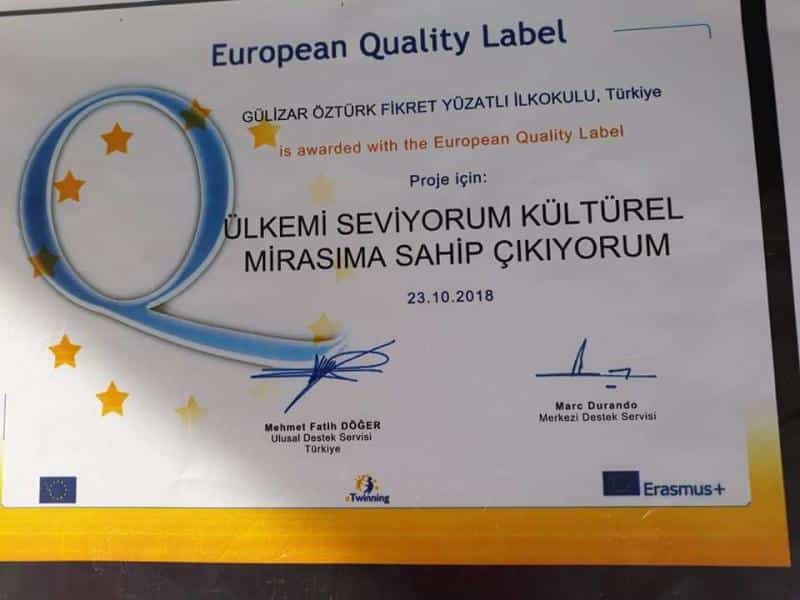 European Quality Label
GÜLİZAR ÖZTÜRK FİKRET YÜZATLI İLKOKULU, Türkiye
is awarded with the European Quality Label
Proje için:
ÜLKEMİ SEVİYORUM KÜLTÜREL
MİRASIMA SAHİP ÇIKIYORUM
23.10.2018
Mehmet Fatih DÖĞER
Ulusal Destek Servisi
Türkiye
Marc Durando
Merkezi Destek Servisi
eTwinning
Erasmus+